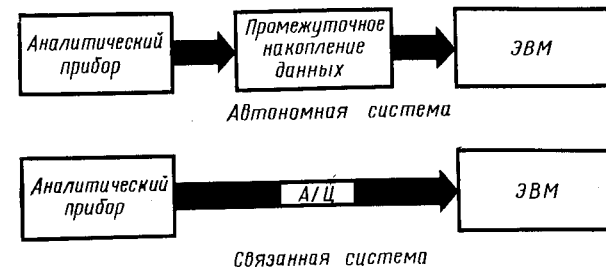 Аналитический
прибор
Промежуточное
накопление
данных
ЭВМ
Автономная система
Аналитический
прибор
А/Ц
ЭВМ
Связанная система